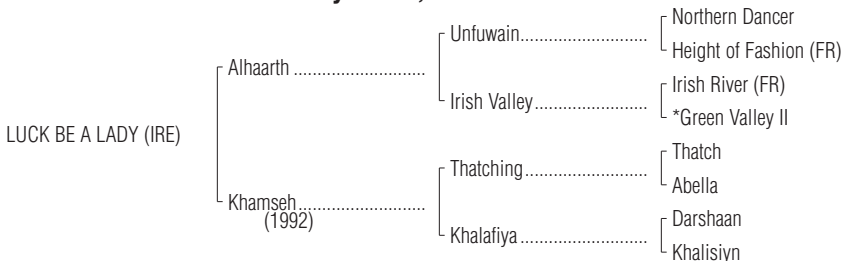 Northern Dancer
Unfuwain..............................
Height of Fashion (FR)
Alhaarth ...........................
Irish River (FR)
Irish Valley...........................
*Green Valley II
LUCK BE A LADY (IRE)
Thatch
Thatching............................
Abella
Khamseh..........................
(1992)
Darshaan
Khalafiya ............................
Khalisiyn